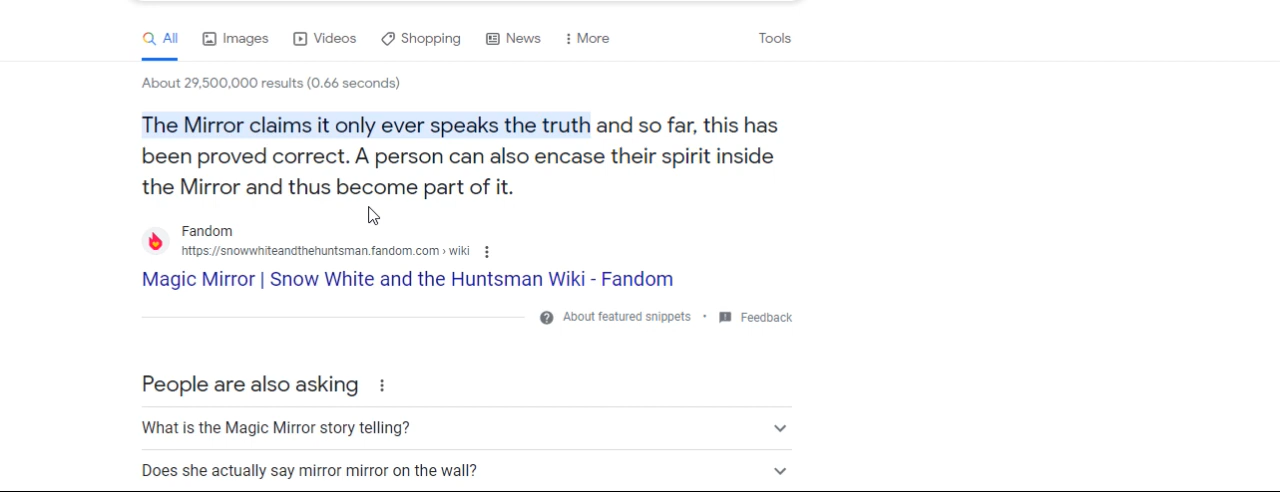 All Images Videos Shopping News More Tools
About 29,500,000 results (0.66 seconds)
The Mirror claims it only ever speaks the truth and so far, this has
been proved correct. A person can also encase their spirit inside
the Mirror and thus become part of it.
Fandom
https://snowwhiteandthehuntsman.fandom.com › wiki
Magic Mirror | Snow White and the Huntsman Wiki - Fandom
About featured snippets • Feedback
People are also asking
What is the Magic Mirror story telling?
Does she actually say mirror mirror on the wall?